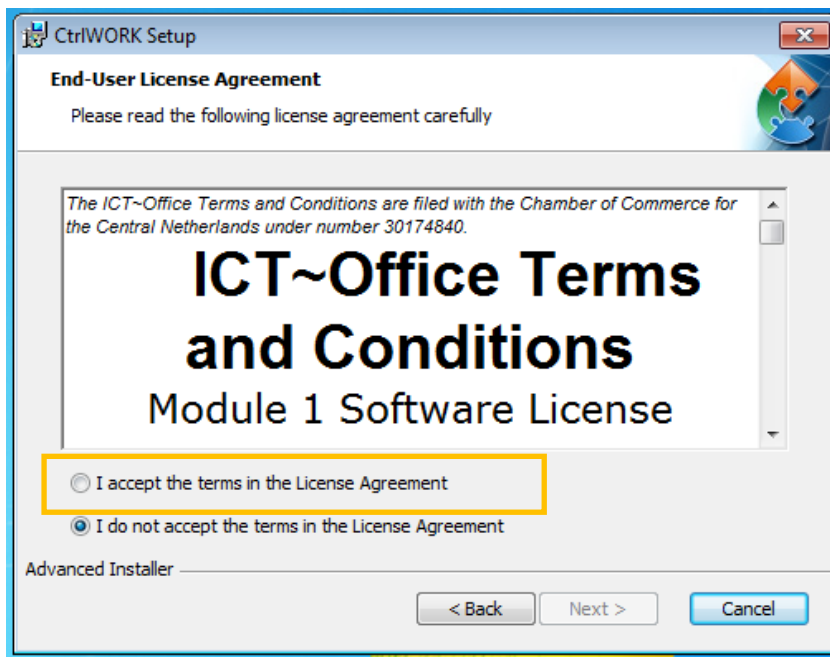 CtrlWORK Setup
End-User License Agreement
Please read the following license agreement carefully
The ICT~Office Terms and Conditions are filed with the Chamber of Commerce for
the Central Netherlands under number 30174840.
ICT~Office Terms
and Conditions
Module 1 Software License
I accept the terms in the License Agreement
I do not accept the terms in the License Agreement
Advanced Installer
< Back
Next >
Cancel